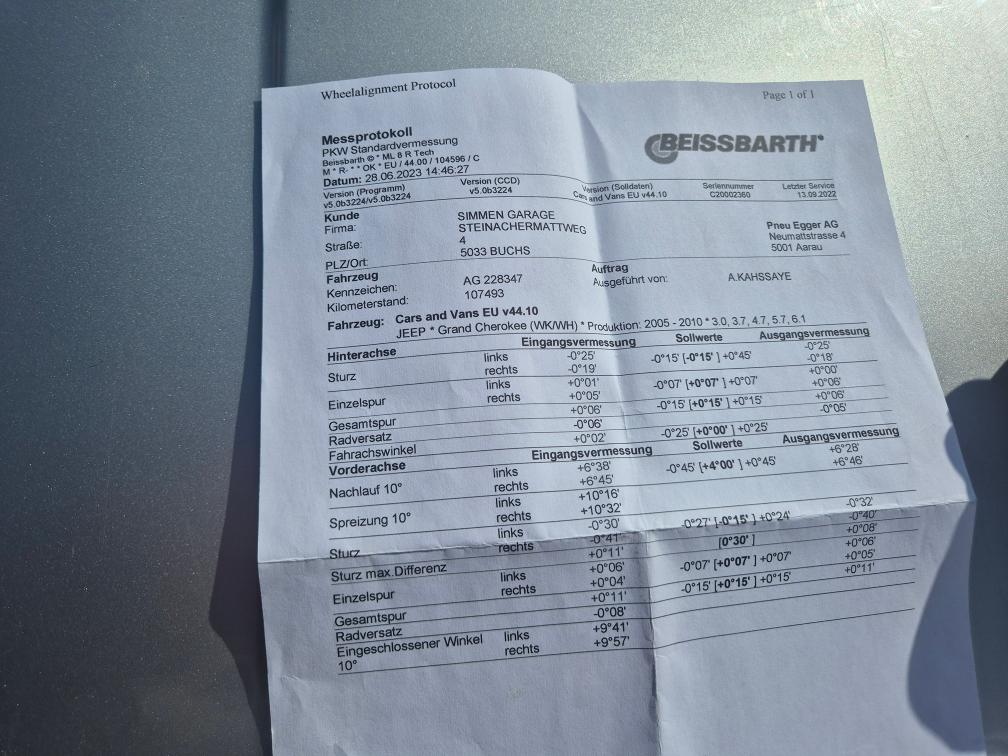 Wheelalignment Protocol Page 1 of 1
Messprotokoll
PKW Standardvermessung
Beissbarth © * ML 8 R Tech
M * R- * * OK * EU / 44.00 / 104596 / C
BEISSBARTH
Datum: 28.06.2023 14:46:27
Version (Programm) Version (CCD) Version (Solldaten) Seriennummer Letzter Service
v5.0b3224/v5.0b3224 v5.0b3224 Cars and Vans EU v44.10 C20002360 13.09.2022
Kunde
Firma: SIMMEN GARAGE
Straße: STEINACHERMATTWEG
4
PLZ/Ort: 5033 BUCHS
Pneu Egger AG
Neumattstrasse 4
5001 Aarau
Fahrzeug Auftrag
Kennzeichen: AG 228347 Ausgeführt von: A.KAHSSAYE
Kilometerstand: 107493
Fahrzeug: Cars and Vans EU v44.10
JEEP * Grand Cherokee (WK/WH) * Produktion: 2005 - 2010 * 3.0, 3.7, 4.7, 5.7, 6.1
Hinterachse Eingangsvermessung Sollwerte Ausgangsvermessung
Sturz links -0°25' -0°15' [-0°15' ] +0°45' -0°25'
rechts -0°19' -0°18'
Einzelspur links +0°01' -0°07' [+0°07' ] +0°07' +0°00'
rechts +0°05' +0°06'
Gesamtspur +0°06' -0°15' [+0°15' ] +0°15' +0°06'
Radversatz -0°06' -0°05'
Fahrachswinkel +0°02' -0°25' [+0°00' ] +0°25'
Vorderachse Eingangsvermessung Sollwerte Ausgangsvermessung
Nachlauf 10° links +6°38' -0°45' [+4°00' ] +0°45' +6°28'
rechts +6°45' +6°46'
Spreizung 10° links +10°16'
rechts +10°32'
Sturz links -0°30' -0°27' [-0°15' ] +0°24' -0°32'
rechts -0°41' -0°40'
Sturz max.Differenz +0°11' [0°30' ] +0°08'
Einzelspur links +0°06' -0°07' [+0°07' ] +0°07' +0°06'
rechts +0°04' +0°05'
Gesamtspur +0°11' -0°15' [+0°15' ] +0°15' +0°11'
Radversatz -0°08'
Eingeschlossener Winkel links +9°41'
10° rechts +9°57'